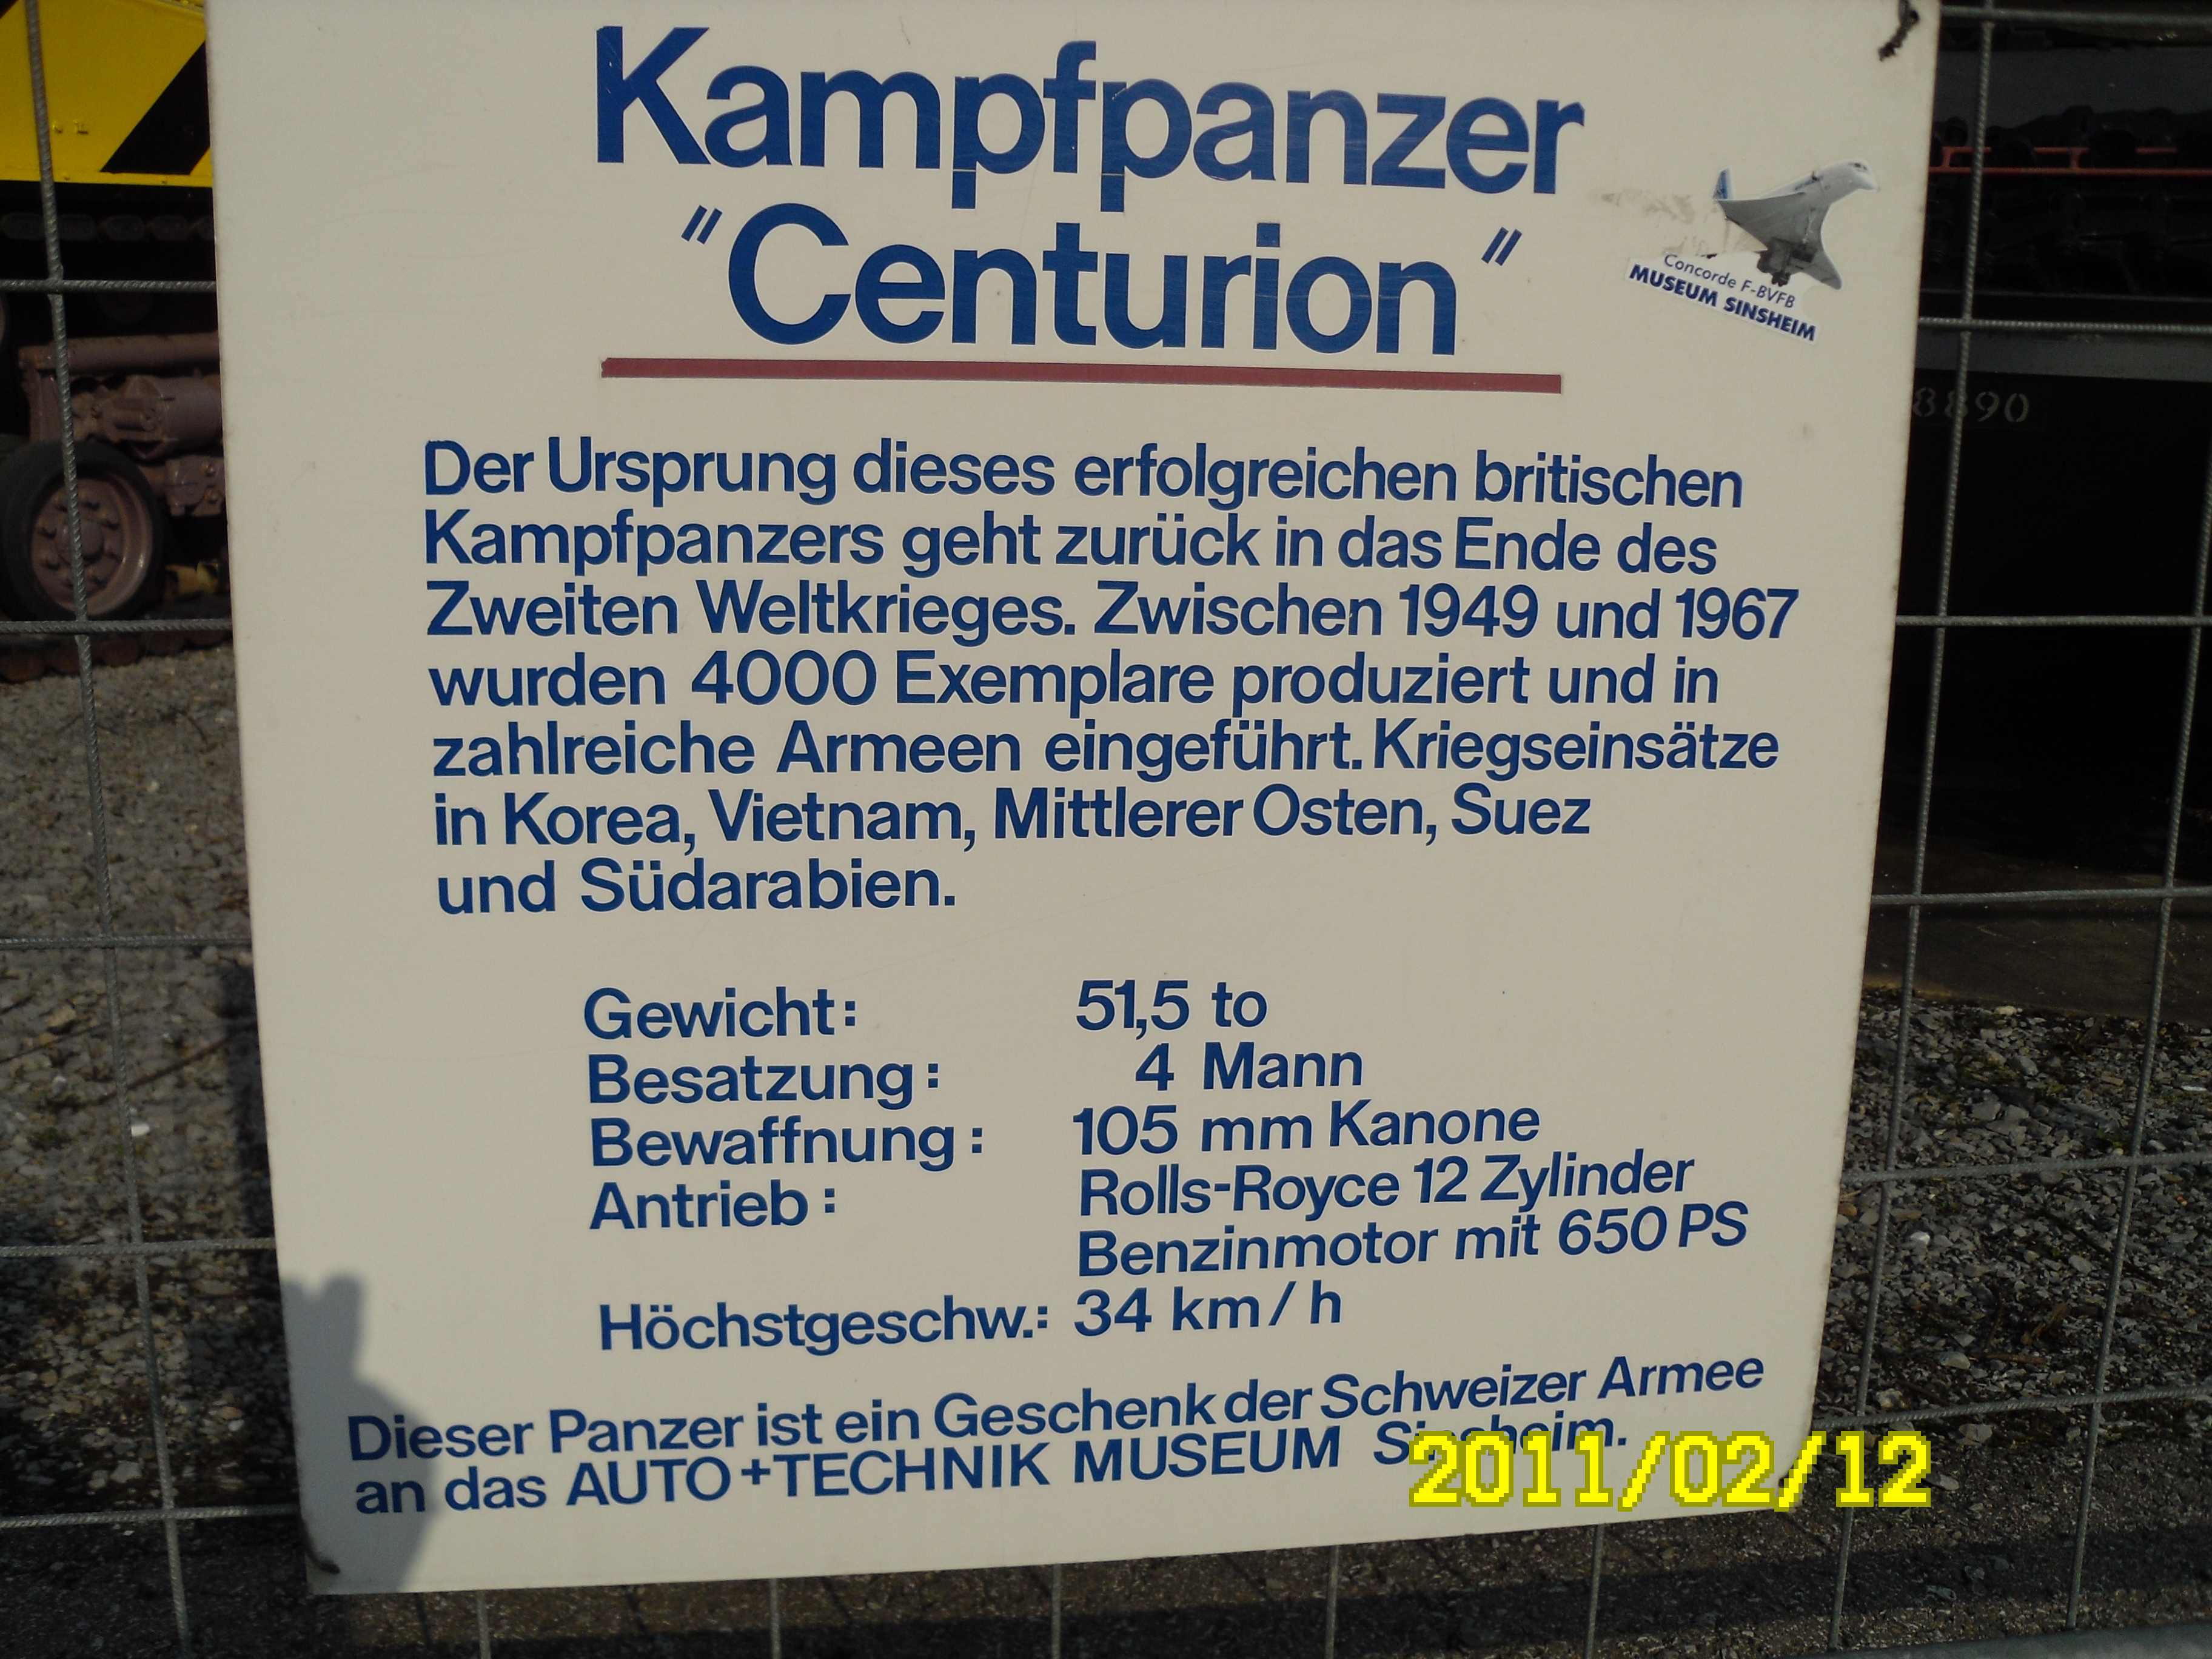 Kampfpanzer
"Centurion"
Concorde F-BVFB
MUSEUM SINSHEIM
8890
Der Ursprung dieses erfolgreichen britischen
Kampfpanzers geht zurück in das Ende des
Zweiten Weltkrieges. Zwischen 1949 und 1967
wurden 4000 Exemplare produziert und in
zahlreiche Armeen eingeführt. Kriegseinsätze
in Korea, Vietnam, Mittlerer Osten, Suez
und Südarabien.
Gewicht: 51,5 to
Besatzung: 4 Mann
Bewaffnung: 105 mm Kanone
Antrieb: Rolls-Royce 12 Zylinder
Benzinmotor mit 650 PS
Höchstgeschw.: 34 km/h
Dieser Panzer ist ein Geschenk der Schweizer Armee
an das AUTO+TECHNIK MUSEUM Sinsheim.
2011/02/12